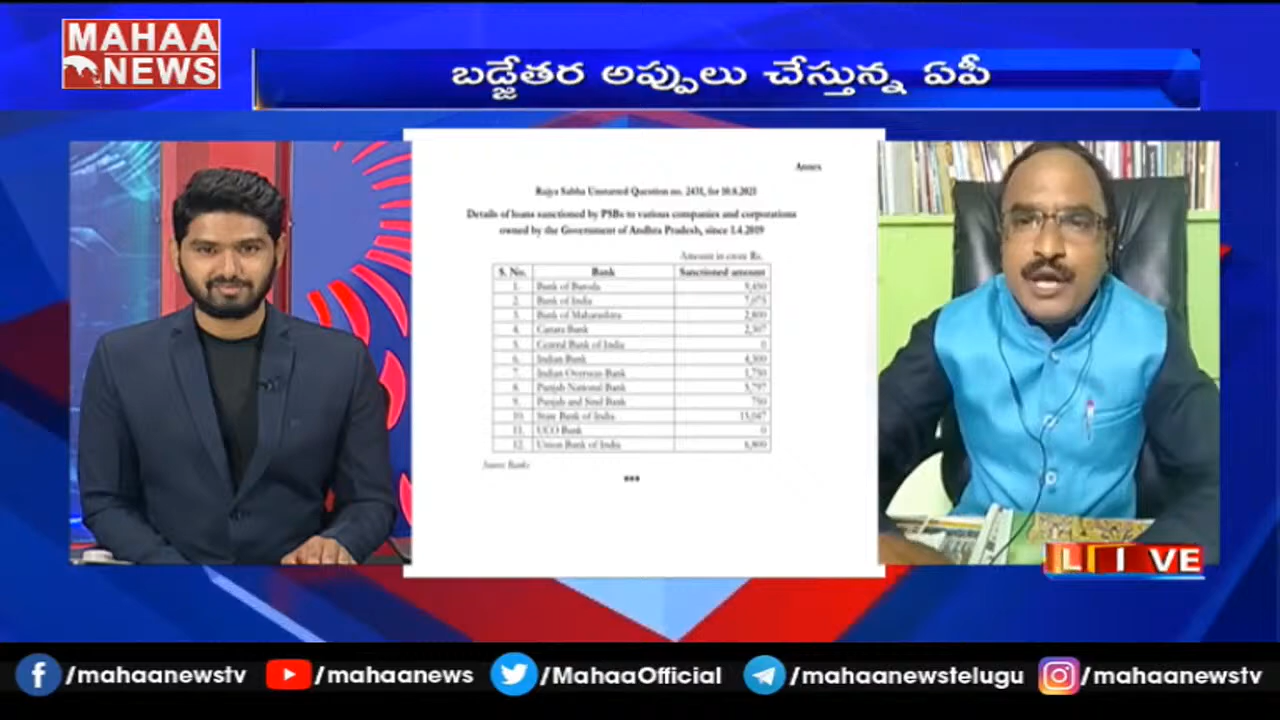 MAHAA
NEWS
బడ్జేతర అప్పులు చేస్తున్న ఏపీ
Annex
Rajya Sabha Unstarred Question no. 2431, for 10.8.2021
Details of loans sanctioned by PSBs to various companies and corporations
owned by the Government of Andhra Pradesh, since 1.4.2019
Amount in crore Rs.
S. No. Bank Sanctioned amount
1. Bank of Baroda 9,450
2. Bank of India 7,075
3. Bank of Maharashtra 2,800
4. Canara Bank 2,307
5. Central Bank of India 0
6. Indian Bank 4,300
7. Indian Overseas Bank 1,750
8. Punjab National Bank 5,797
9. Punjab and Sind Bank 750
10. State Bank of India 15,047
11. UCO Bank 0
12. Union Bank of India 6,800
Source: Banks
***
LIVE
/mahaanewstv /mahaanews /MahaaOfficial /mahaanewstelugu /mahaanewstv